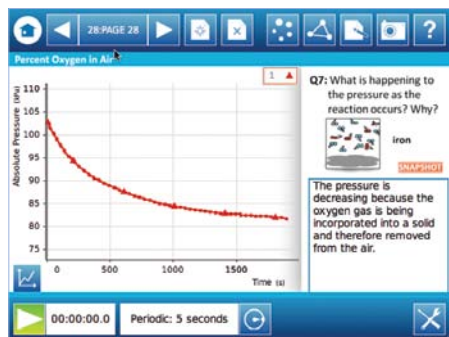 28:PAGE 28
?
Percent Oxygen in Air
1
Q7: What is happening to
the pressure as the
reaction occurs? Why?
iron
SNAPSHOT
The pressure is
decreasing because the
oxygen gas is being
incorporated into a solid
and therefore removed
from the air.
Absolute Pressure (kPa)
110
105
100
95
90
85
80
75
0 500 1000 1500
Time (s)
00:00:00.0 Periodic: 5 seconds